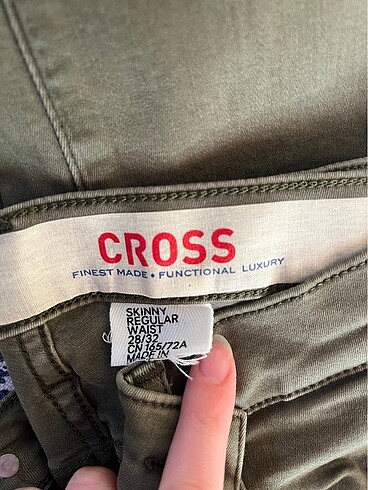 CROSS
FINEST MADE • FUNCTIONAL LUXURY
SKINNY
REGULAR
WAIST
28/32
CN 165/72A
MADE IN